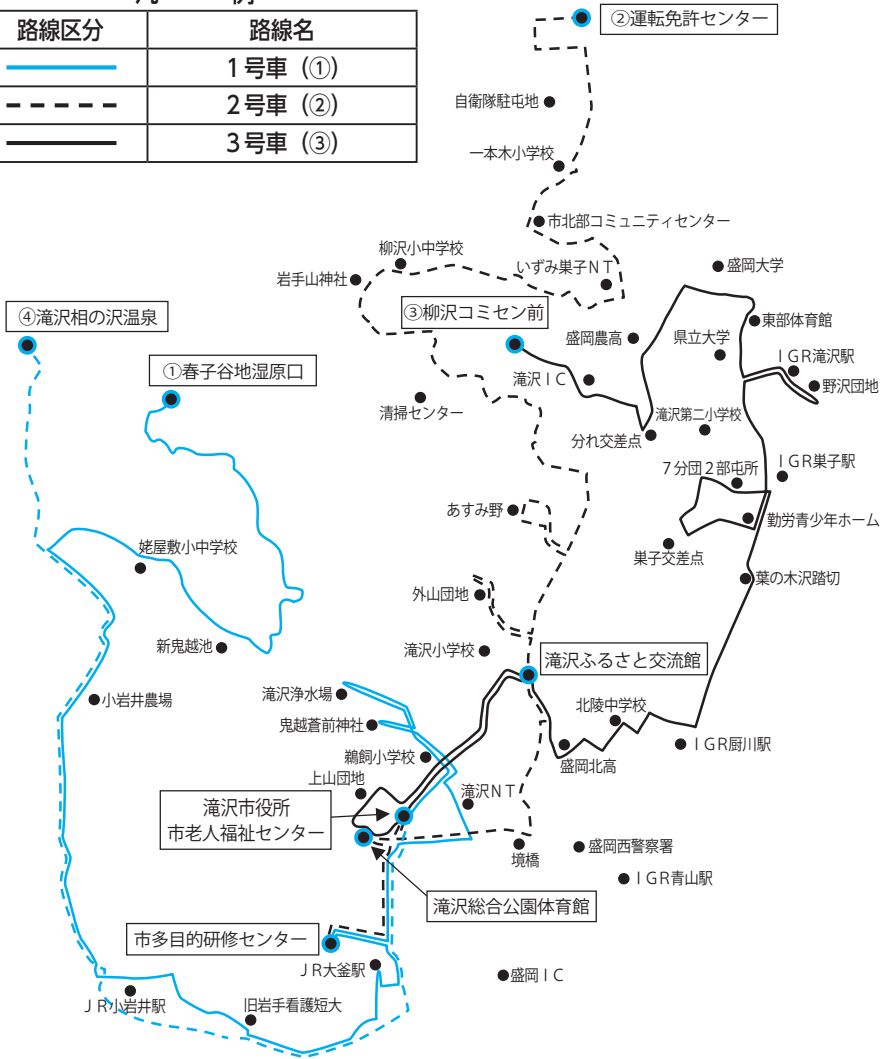 路線区分 路線名
1号車（①）
2号車（②）
3号車（③）
②運転免許センター
自衛隊駐屯地
一本木小学校
市北部コミュニティセンター
柳沢小中学校
いずみ巣子NT
盛岡大学
岩手山神社
③柳沢コミセン前
④滝沢相の沢温泉
東部体育館
盛岡農高
県立大学
IGR滝沢駅
①春子谷地湿原口
滝沢IC
野沢団地
清掃センター
滝沢第二小学校
分れ交差点
IGR巣子駅
7分団2部屯所
あすみ野
勤労青少年ホーム
姥屋敷小中学校
巣子交差点
葉の木沢踏切
外山団地
新鬼越池
滝沢小学校
滝沢ふるさと交流館
滝沢浄水場
小岩井農場
北陵中学校
鬼越蒼前神社
IGR厨川駅
鵜飼小学校
盛岡北高
上山団地
滝沢NT
滝沢市役所
市老人福祉センター
境橋
盛岡西警察署
IGR青山駅
滝沢総合公園体育館
市多目的研修センター
JR大釜駅
盛岡IC
JR小岩井駅
旧岩手看護短大